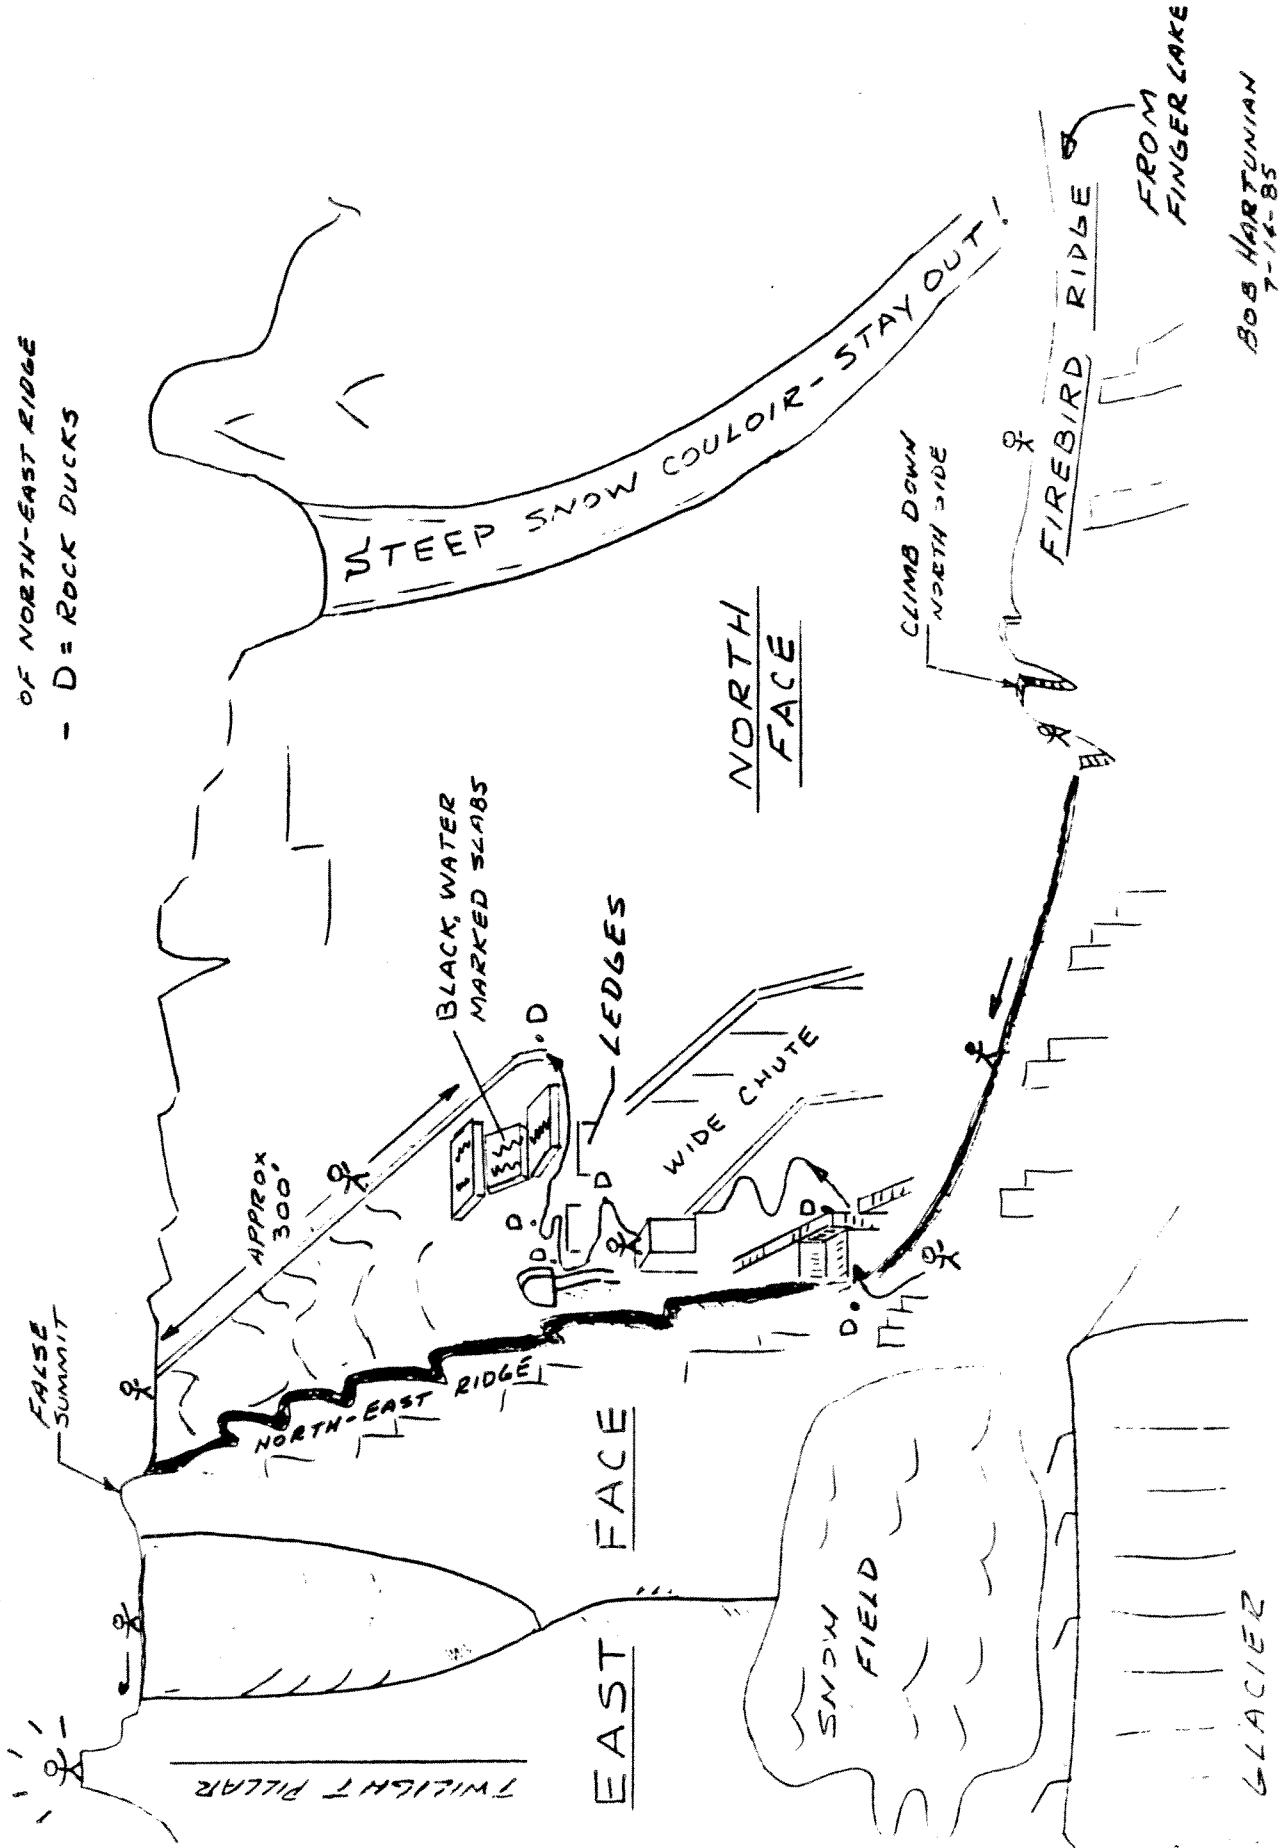 OF NORTH-EAST RIDGE
- D = ROCK DUCKS
FALSE
SUMMIT
APPROX
300'
TWILIGHT PILLAR
NORTH-EAST RIDGE
BLACK, WATER
MARKED SLABS
STEEP SNOW COULOIR - STAY OUT!
D
D
D
D
LEDGES
WIDE CHUTE
D
D
NORTH
FACE
EAST FACE
SNOW
FIELD
CLIMB DOWN
NORTH SIDE
FIREBIRD RIDGE
FROM
FINGER LAKE
GLACIER
BOB HARTUNIAN
7-14-85